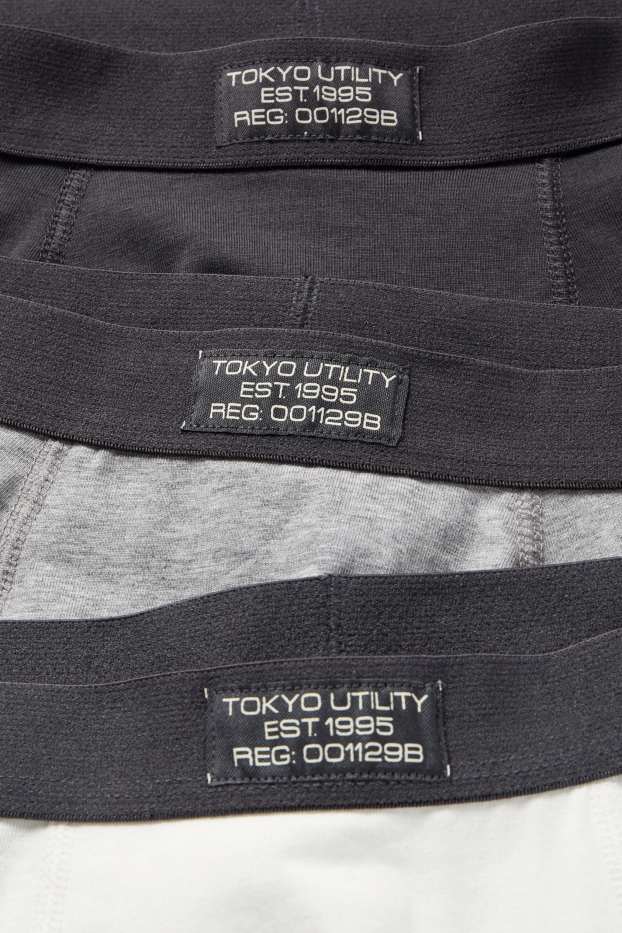 TOKYO UTILITY
EST. 1995
REG: 001129B
TOKYO UTILITY
EST. 1995
REG: 001129B
TOKYO UTILITY
EST. 1995
REG: 001129B